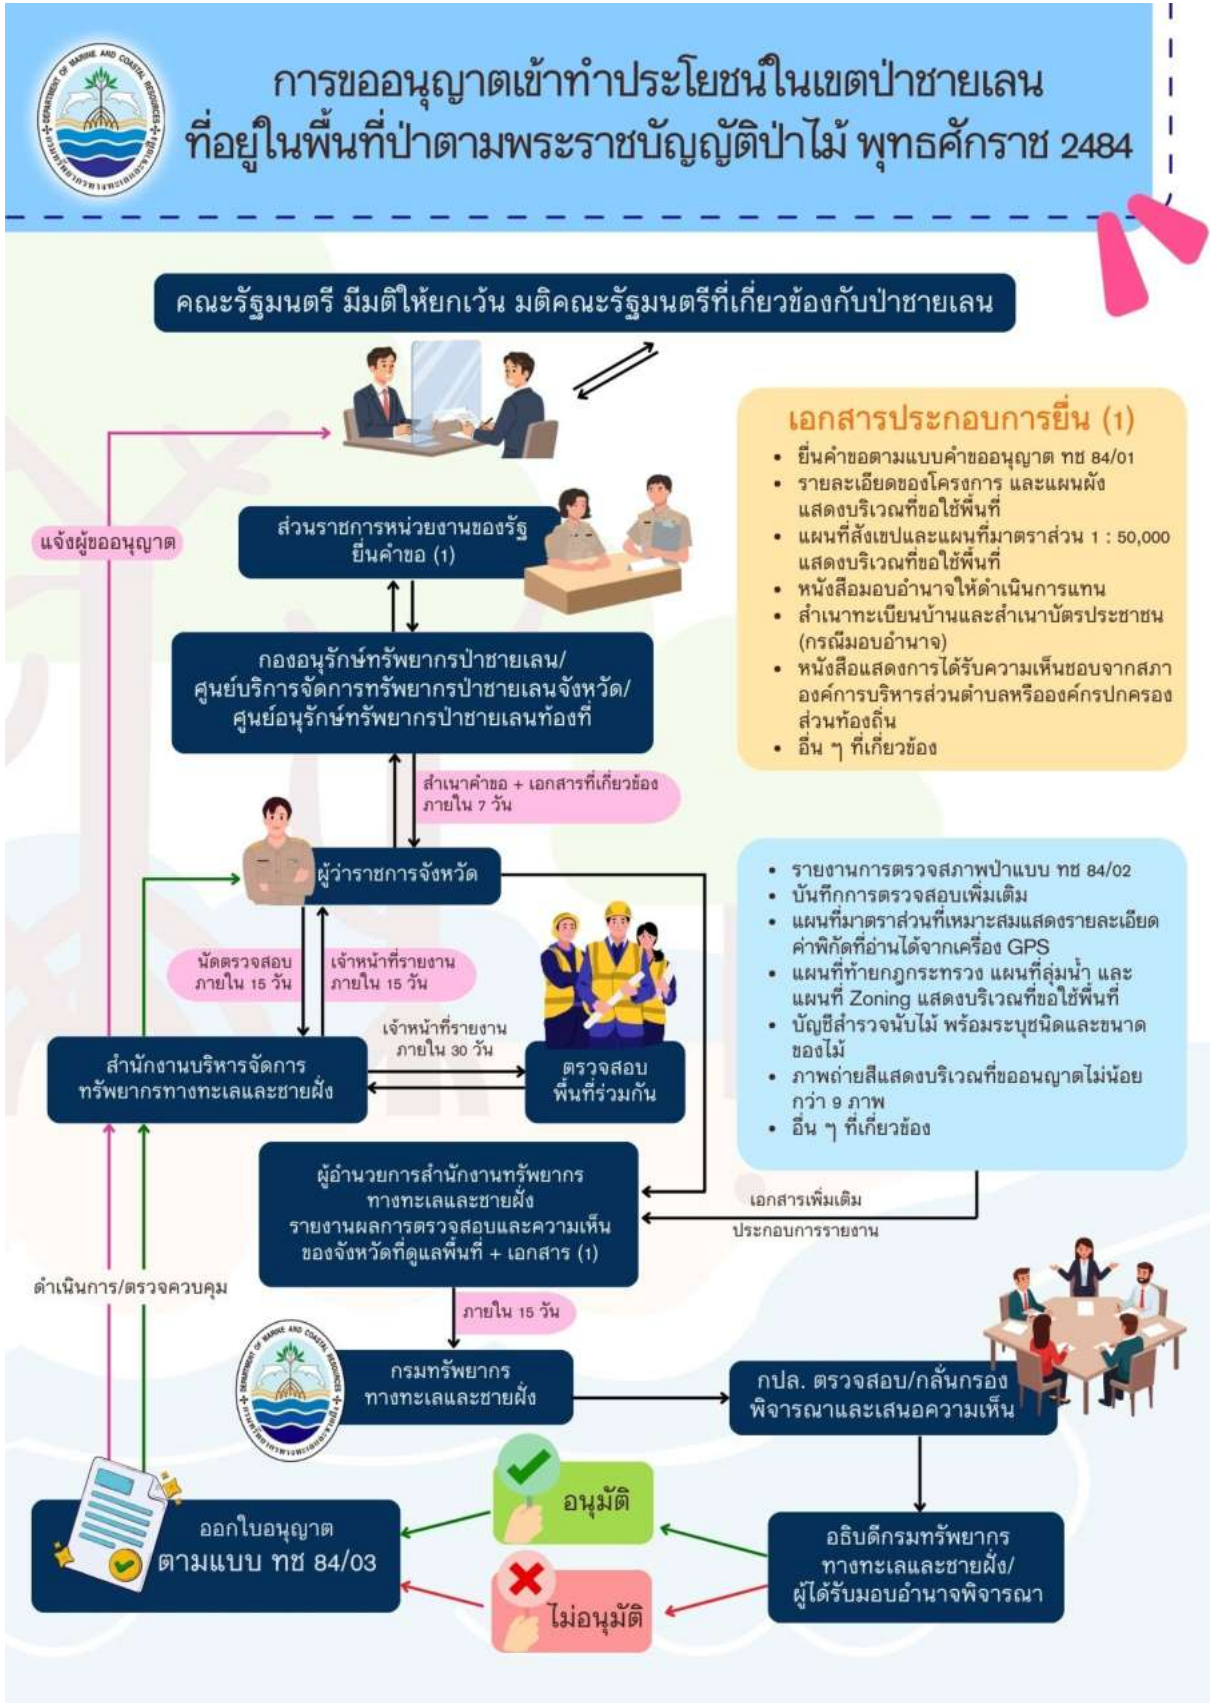 การขออนุญาตเข้าทำประโยชน์ในเขตป่าชายเลน
ที่อยู่ในพื้นที่ป่าตามพระราชบัญญัติป่าไม้ พุทธศักราช 2484
DEPARTMENT OF MARINE AND COASTAL RESOURCES
กรมทรัพยากรทางทะเลและชายฝั่ง
คณะรัฐมนตรี มีมติให้ยกเว้น มติคณะรัฐมนตรีที่เกี่ยวข้องกับป่าชายเลน
แจ้งผู้ขออนุญาต
ส่วนราชการหน่วยงานของรัฐ
ยื่นคำขอ (1)
เอกสารประกอบการยื่น (1)
• ยื่นคำขอตามแบบคำขออนุญาต ทช 84/01
• รายละเอียดของโครงการ และแผนผัง
แสดงบริเวณที่ขอใช้พื้นที่
• แผนที่สังเขปและแผนที่มาตราส่วน 1 : 50,000
แสดงบริเวณที่ขอใช้พื้นที่
• หนังสือมอบอำนาจให้ดำเนินการแทน
• สำเนาทะเบียนบ้านและสำเนาบัตรประชาชน
(กรณีมอบอำนาจ)
• หนังสือแสดงการได้รับความเห็นชอบจากสภา
องค์การบริหารส่วนตำบลหรือองค์กรปกครอง
ส่วนท้องถิ่น
• อื่น ๆ ที่เกี่ยวข้อง
กองอนุรักษ์ทรัพยากรป่าชายเลน/
ศูนย์บริการจัดการทรัพยากรป่าชายเลนจังหวัด/
ศูนย์อนุรักษ์ทรัพยากรป่าชายเลนท้องที่
สำเนาคำขอ + เอกสารที่เกี่ยวข้อง
ภายใน 7 วัน
ผู้ว่าราชการจังหวัด
นัดตรวจสอบ
ภายใน 15 วัน
เจ้าหน้าที่รายงาน
ภายใน 15 วัน
เจ้าหน้าที่รายงาน
ภายใน 30 วัน
สำนักงานบริหารจัดการ
ทรัพยากรทางทะเลและชายฝั่ง
ตรวจสอบ
พื้นที่ร่วมกัน
• รายงานการตรวจสภาพป่าแบบ ทช 84/02
• บันทึกการตรวจสอบเพิ่มเติม
• แผนที่มาตราส่วนที่เหมาะสมแสดงรายละเอียด
ค่าพิกัดที่อ่านได้จากเครื่อง GPS
• แผนที่ท้ายกฎกระทรวง แผนที่ลุ่มน้ำ และ
แผนที่ Zoning แสดงบริเวณที่ขอใช้พื้นที่
• บัญชีสำรวจนับไม้ พร้อมระบุชนิดและขนาด
ของไม้
• ภาพถ่ายสีแสดงบริเวณที่ขออนุญาตไม่น้อย
กว่า 9 ภาพ
• อื่น ๆ ที่เกี่ยวข้อง
ผู้อำนวยการสำนักงานทรัพยากร
ทางทะเลและชายฝั่ง
รายงานผลการตรวจสอบและความเห็น
ของจังหวัดที่ดูแลพื้นที่ + เอกสาร (1)
เอกสารเพิ่มเติม
ประกอบการรายงาน
ดำเนินการ/ตรวจควบคุม
ภายใน 15 วัน
DEPARTMENT OF MARINE AND COASTAL RESOURCES
กรมทรัพยากรทางทะเลและชายฝั่ง
กรมทรัพยากร
ทางทะเลและชายฝั่ง
กปล. ตรวจสอบ/กลั่นกรอง
พิจารณาและเสนอความเห็น
อนุมัติ
ออกใบอนุญาต
ตามแบบ ทช 84/03
อธิบดีกรมทรัพยากร
ทางทะเลและชายฝั่ง/
ผู้ได้รับมอบอำนาจพิจารณา
ไม่อนุมัติ